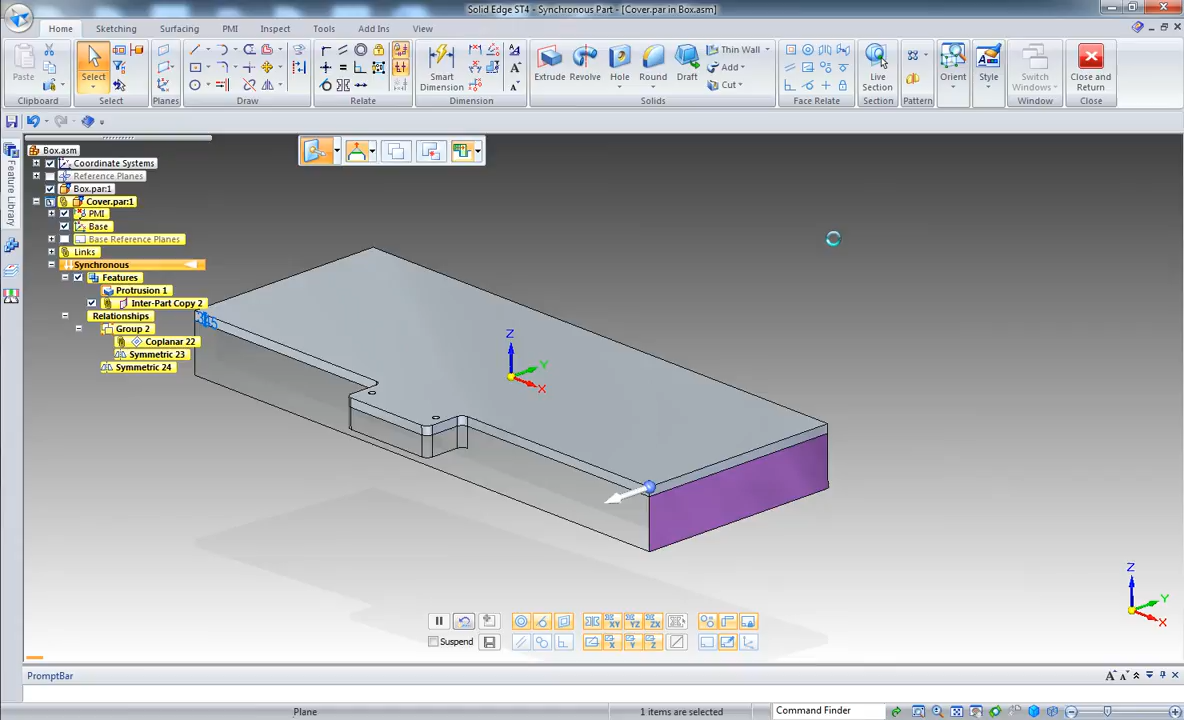 Solid Edge ST4 - Synchronous Part - [Cover.par in Box.asm]
Home Sketching Surfacing PMI Inspect Tools Add Ins View
Paste
Clipboard
Select
Select
Planes
Draw
Relate
Smart Dimension
Dimension
Extrude Revolve Hole Round Draft
Thin Wall
Add
Cut
Solids
Face Relate
Live Section
Section
Pattern
Orient
Style
Switch Windows
Window
Close and Return
Close
Feature Library
Box.asm
Coordinate Systems
Reference Planes
Box.par:1
Cover.par:1
PMI
Base
Base Reference Planes
Links
Synchronous
Features
Protrusion 1
Inter-Part Copy 2
Relationships
Group 2
Coplanar 22
Symmetric 23
Symmetric 24
Z
Y
X
Z
Y
X
XY YZ ZX
Suspend
X Y Z
PromptBar
Plane
1 items are selected
Command Finder